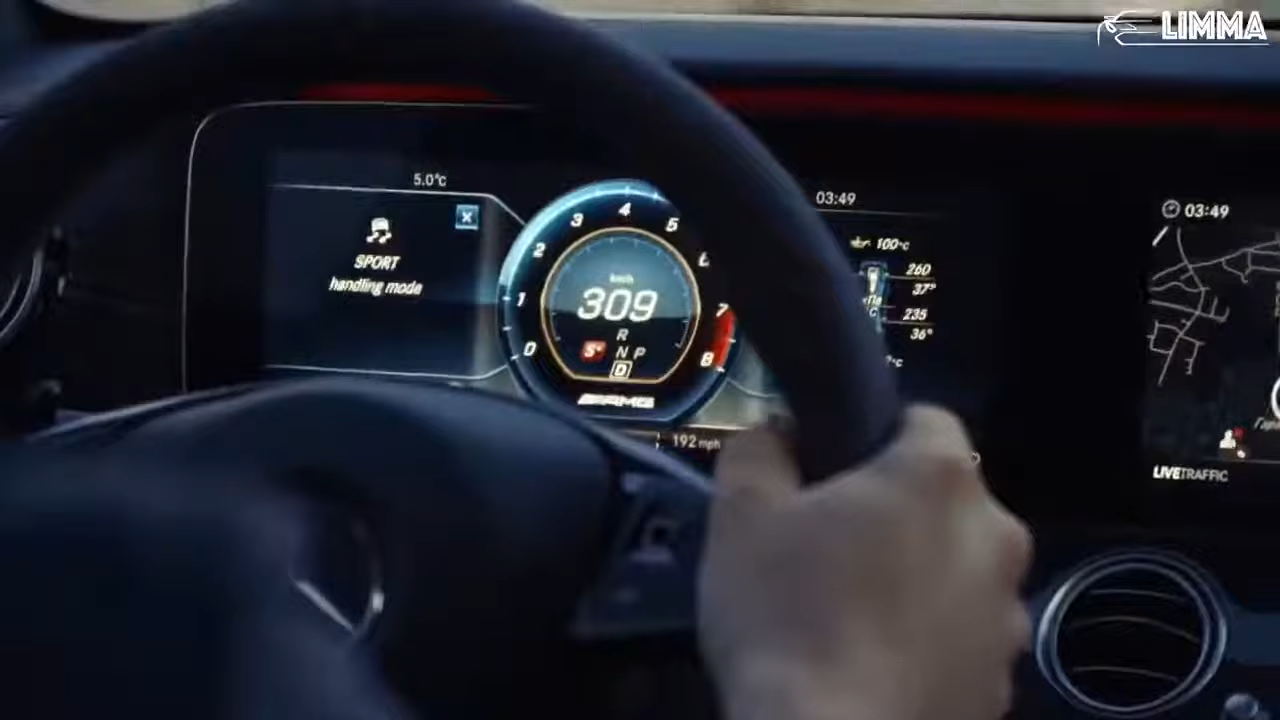 LIMMA
5.0°C
SPORT
handling mode
0
1
2
3
4
5
7
8
km/h
309
R
S+
N P
D
AMG
192 mph
03:49
100°C
260
37°
235
36°
03:49
LIVETRAFFIC